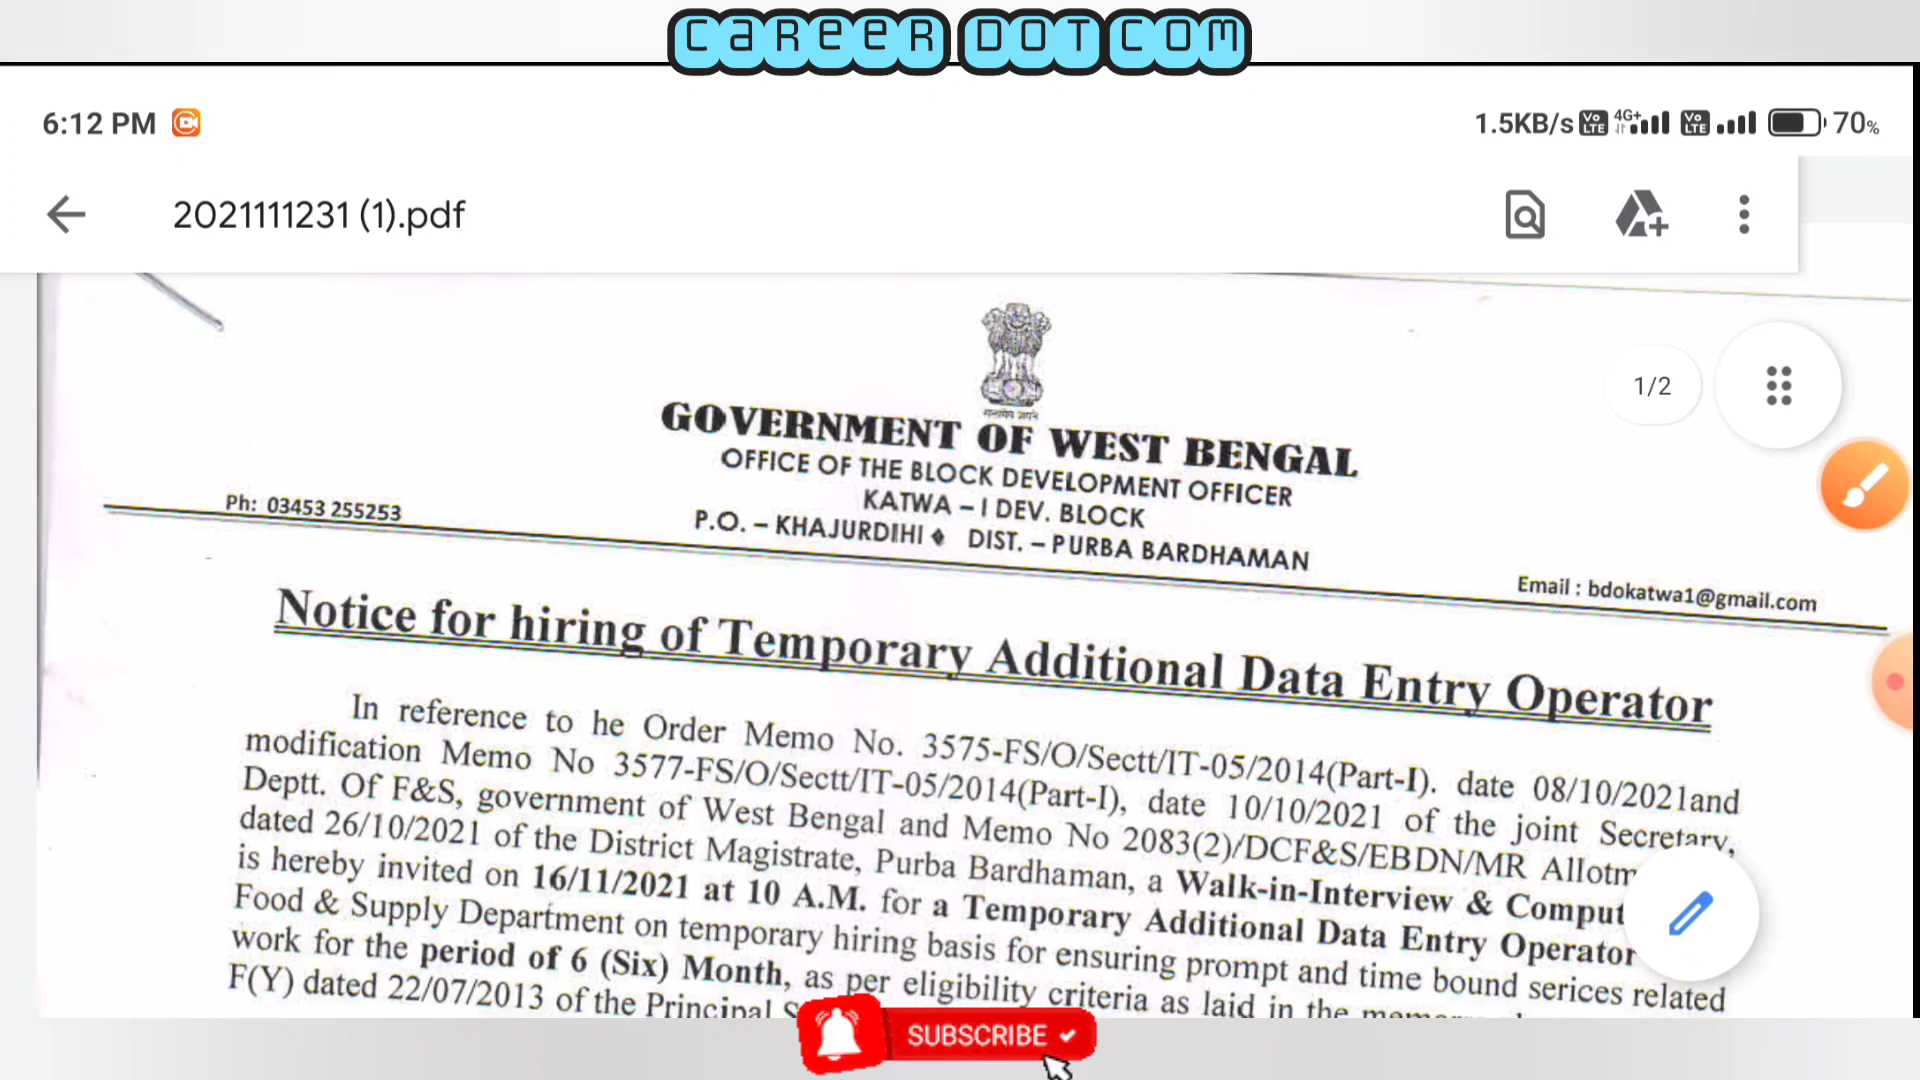 CAREER DOT COM
6:12 PM
1.5KB/s Vo LTE 4G+ Vo LTE 70%
2021111231 (1).pdf
1/2
GOVERNMENT OF WEST BENGAL
OFFICE OF THE BLOCK DEVELOPMENT OFFICER
KATWA – I DEV. BLOCK
P.O. – KHAJURDIHI ♦ DIST. – PURBA BARDHAMAN
Ph: 03453 255253
Email : bdokatwa1@gmail.com
Notice for hiring of Temporary Additional Data Entry Operator
In reference to he Order Memo No. 3575-FS/O/Sectt/IT-05/2014(Part-I). date 08/10/2021and
modification Memo No 3577-FS/O/Sectt/IT-05/2014(Part-I), date 10/10/2021 of the joint Secretary,
Deptt. Of F&S, government of West Bengal and Memo No 2083(2)/DCF&S/EBDN/MR Allotm
dated 26/10/2021 of the District Magistrate, Purba Bardhaman, a Walk-in-Interview & Comput
is hereby invited on 16/11/2021 at 10 A.M. for a Temporary Additional Data Entry Operator
Food & Supply Department on temporary hiring basis for ensuring prompt and time bound serices related
work for the period of 6 (Six) Month, as per eligibility criteria as laid in the
F(Y) dated 22/07/2013 of the Principal
SUBSCRIBE